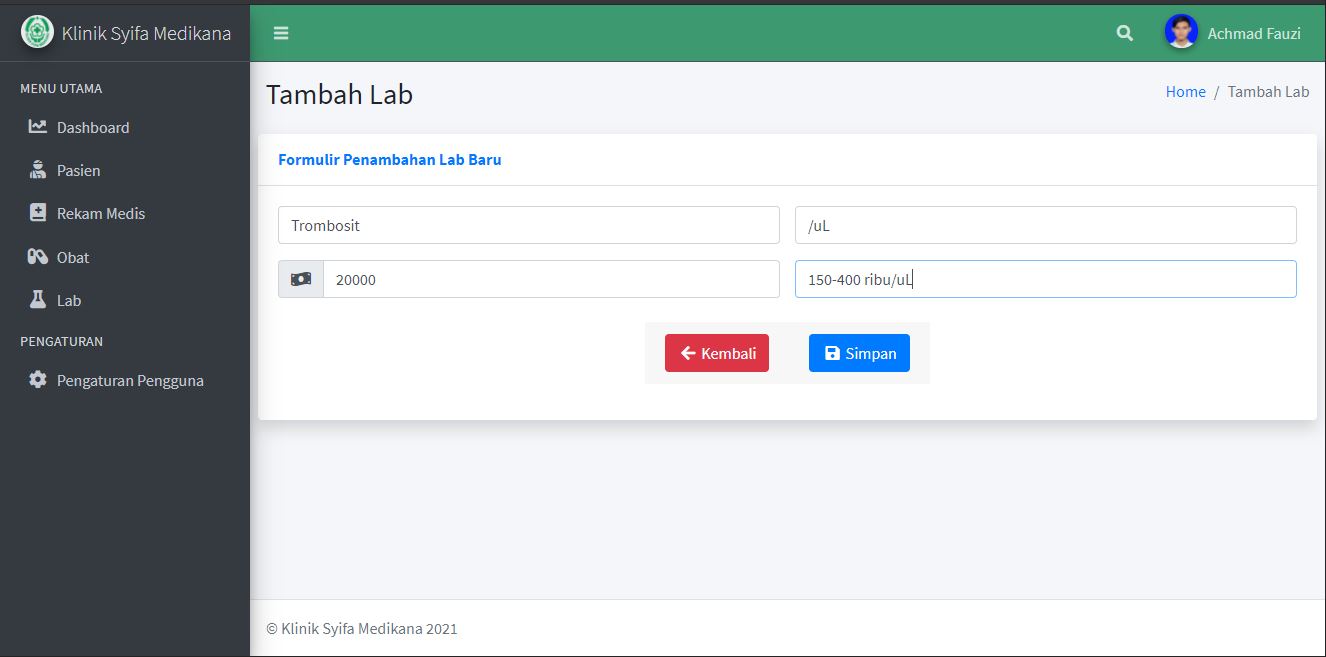 Klinik Syifa Medikana
Achmad Fauzi
MENU UTAMA
Dashboard
Pasien
Rekam Medis
Obat
Lab
PENGATURAN
Pengaturan Pengguna
Tambah Lab
Home / Tambah Lab
Formulir Penambahan Lab Baru
Trombosit
/uL
20000
150-400 ribu/uL
Kembali
Simpan
© Klinik Syifa Medikana 2021